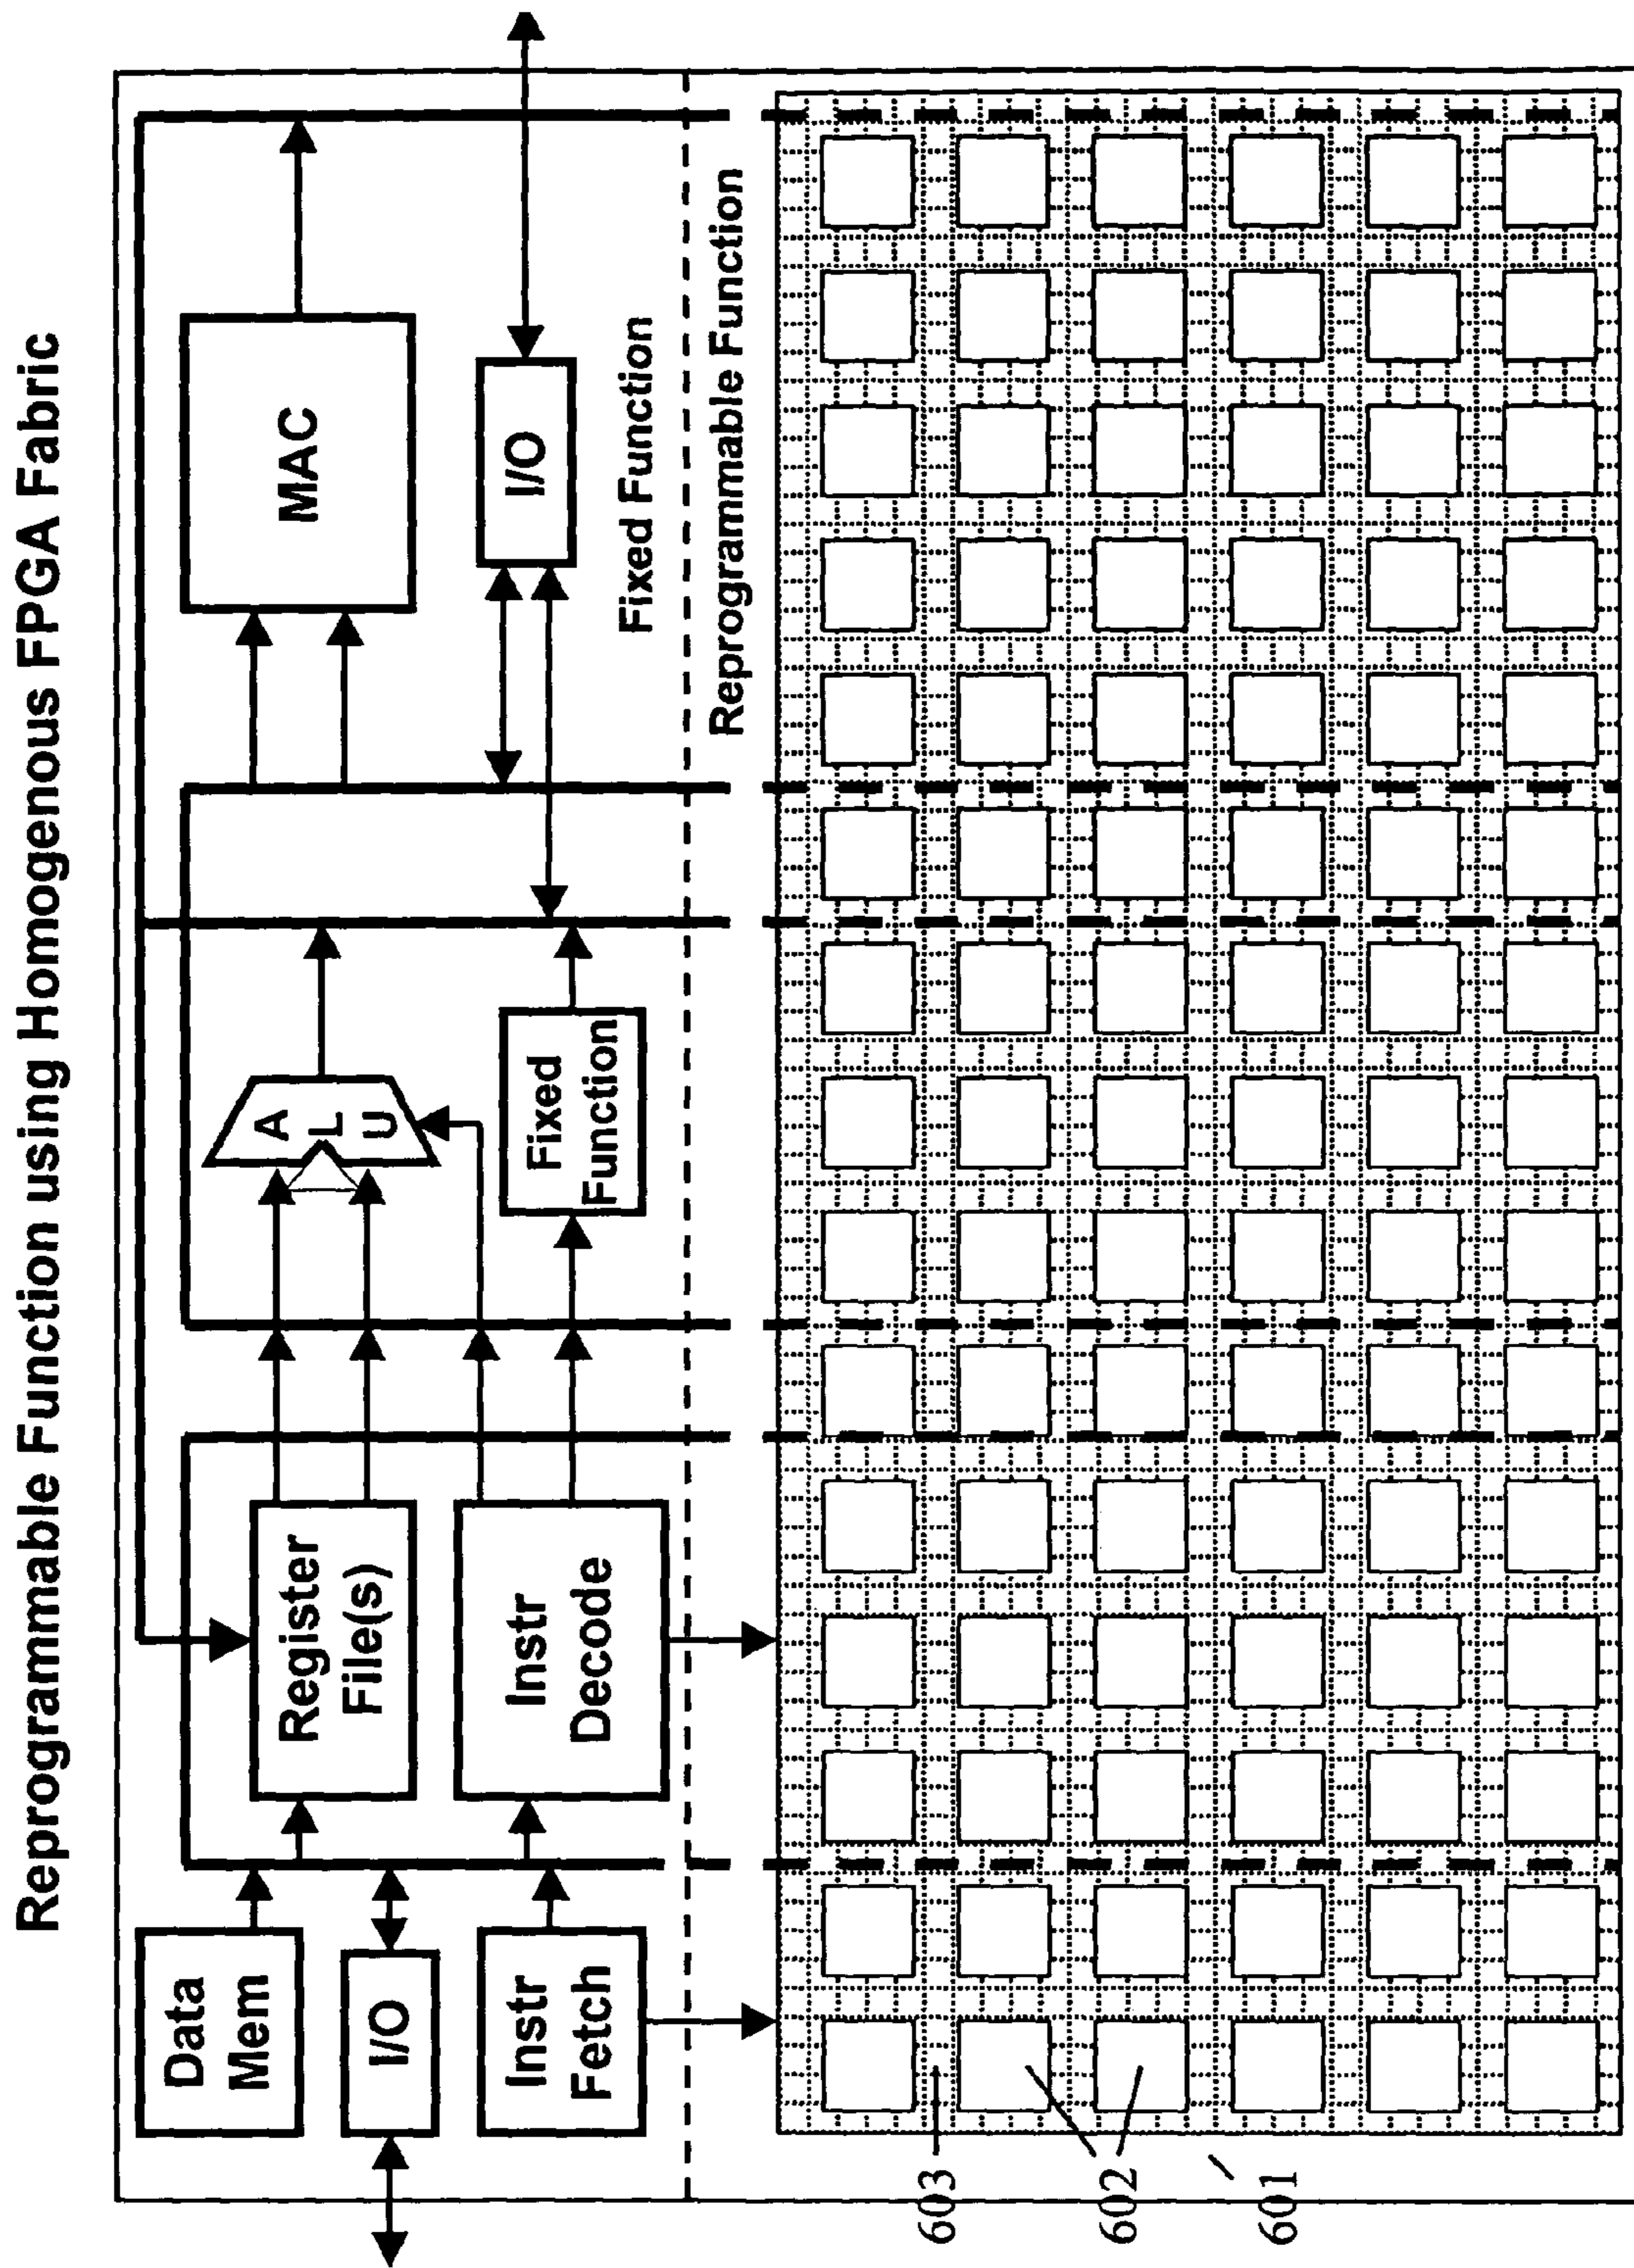 Reprogrammable Function using Homogenous FPGA Fabric
Data
Mem
I/O
Instr
Fetch
Register
File(s)
Instr
Decode
A
L
U
Fixed
Function
MAC
I/O
Fixed Function
Reprogrammable Function
603
602
601